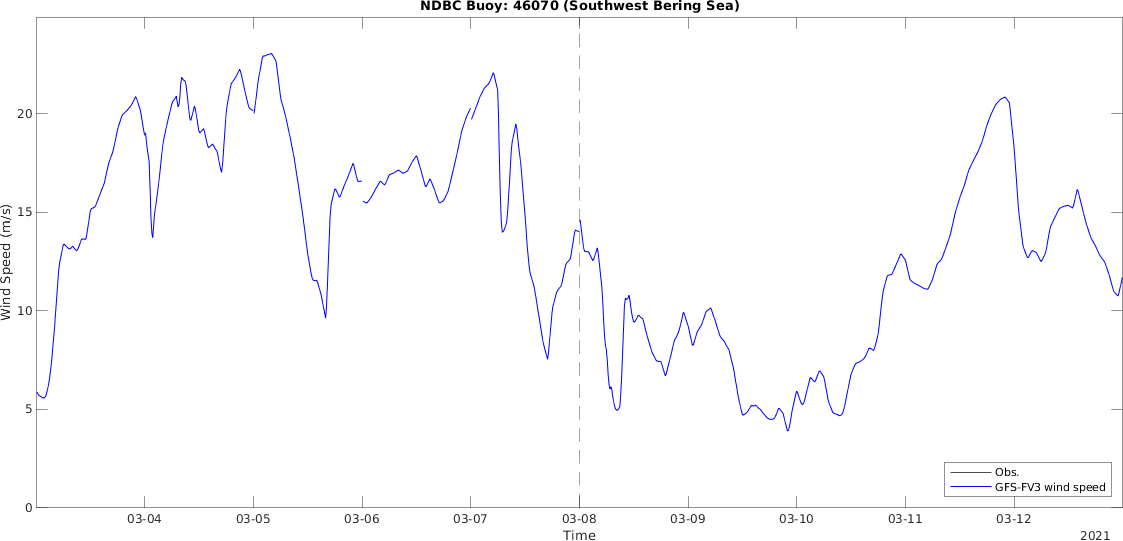 NDBC Buoy: 46070 (Southwest Bering Sea)
20
15
10
5
0
Wind Speed (m/s)
03-04 03-05 03-06 03-07 03-08 03-09 03-10 03-11 03-12
Time
2021
Obs.
GFS-FV3 wind speed